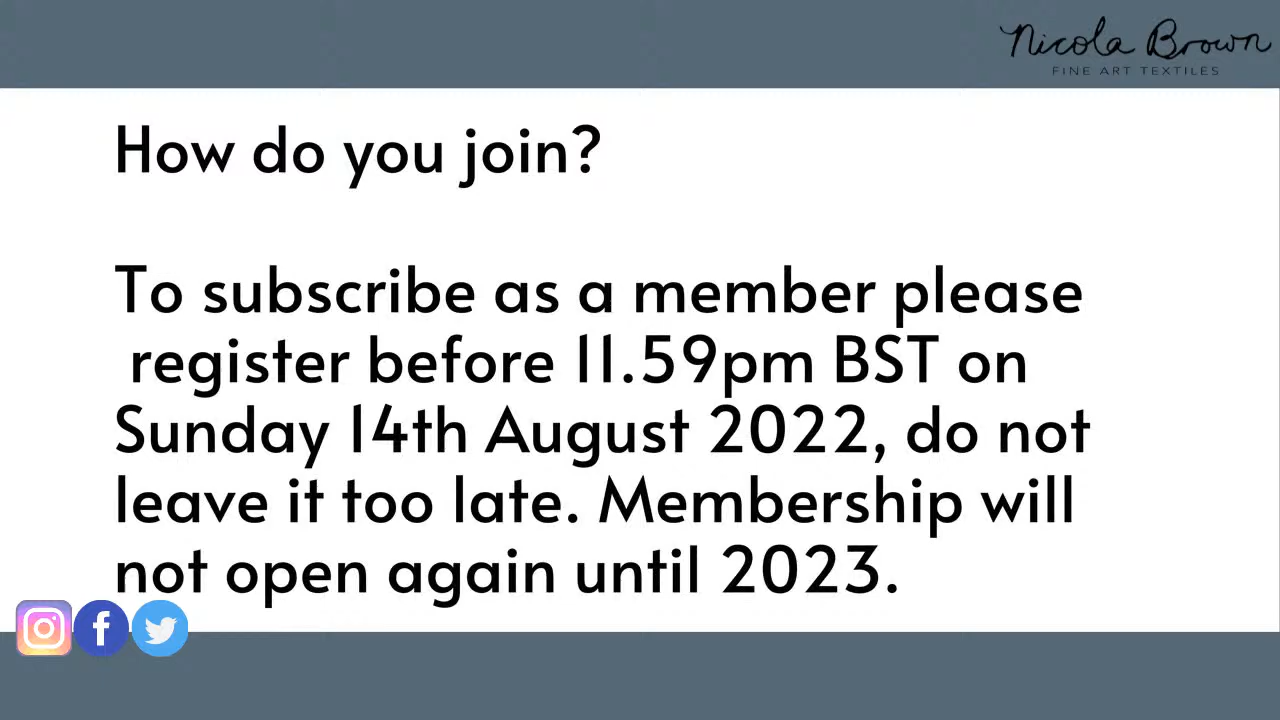 Nicola Brown
FINE ART TEXTILES
How do you join?
To subscribe as a member please
register before 11.59pm BST on
Sunday 14th August 2022, do not
leave it too late. Membership will
not open again until 2023.